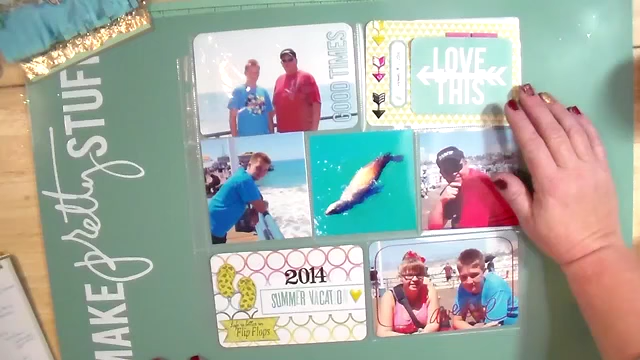 MAKE pretty STUFF
GOOD TIMES
LOVE
THIS
2014
SUMMER VACATION
Flip Flops